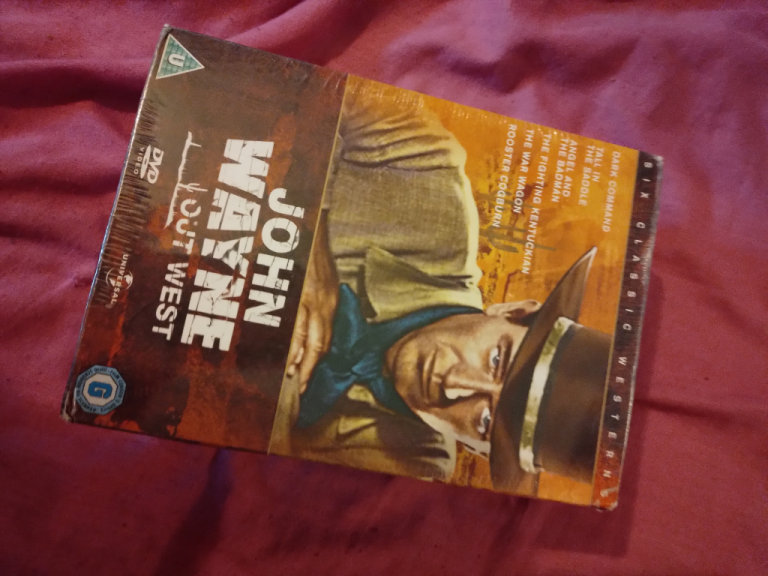 SIX CLASSIC WESTERNS
DARK COMMAND
TALL IN
THE SADDLE
ANGEL AND
THE BADMAN
THE FIGHTING KENTUCKIAN
THE WAR WAGON
ROOSTER COGBURN
JOHN
WAYNE
OUT WEST
U
DVD
VIDEO
UNIVERSAL